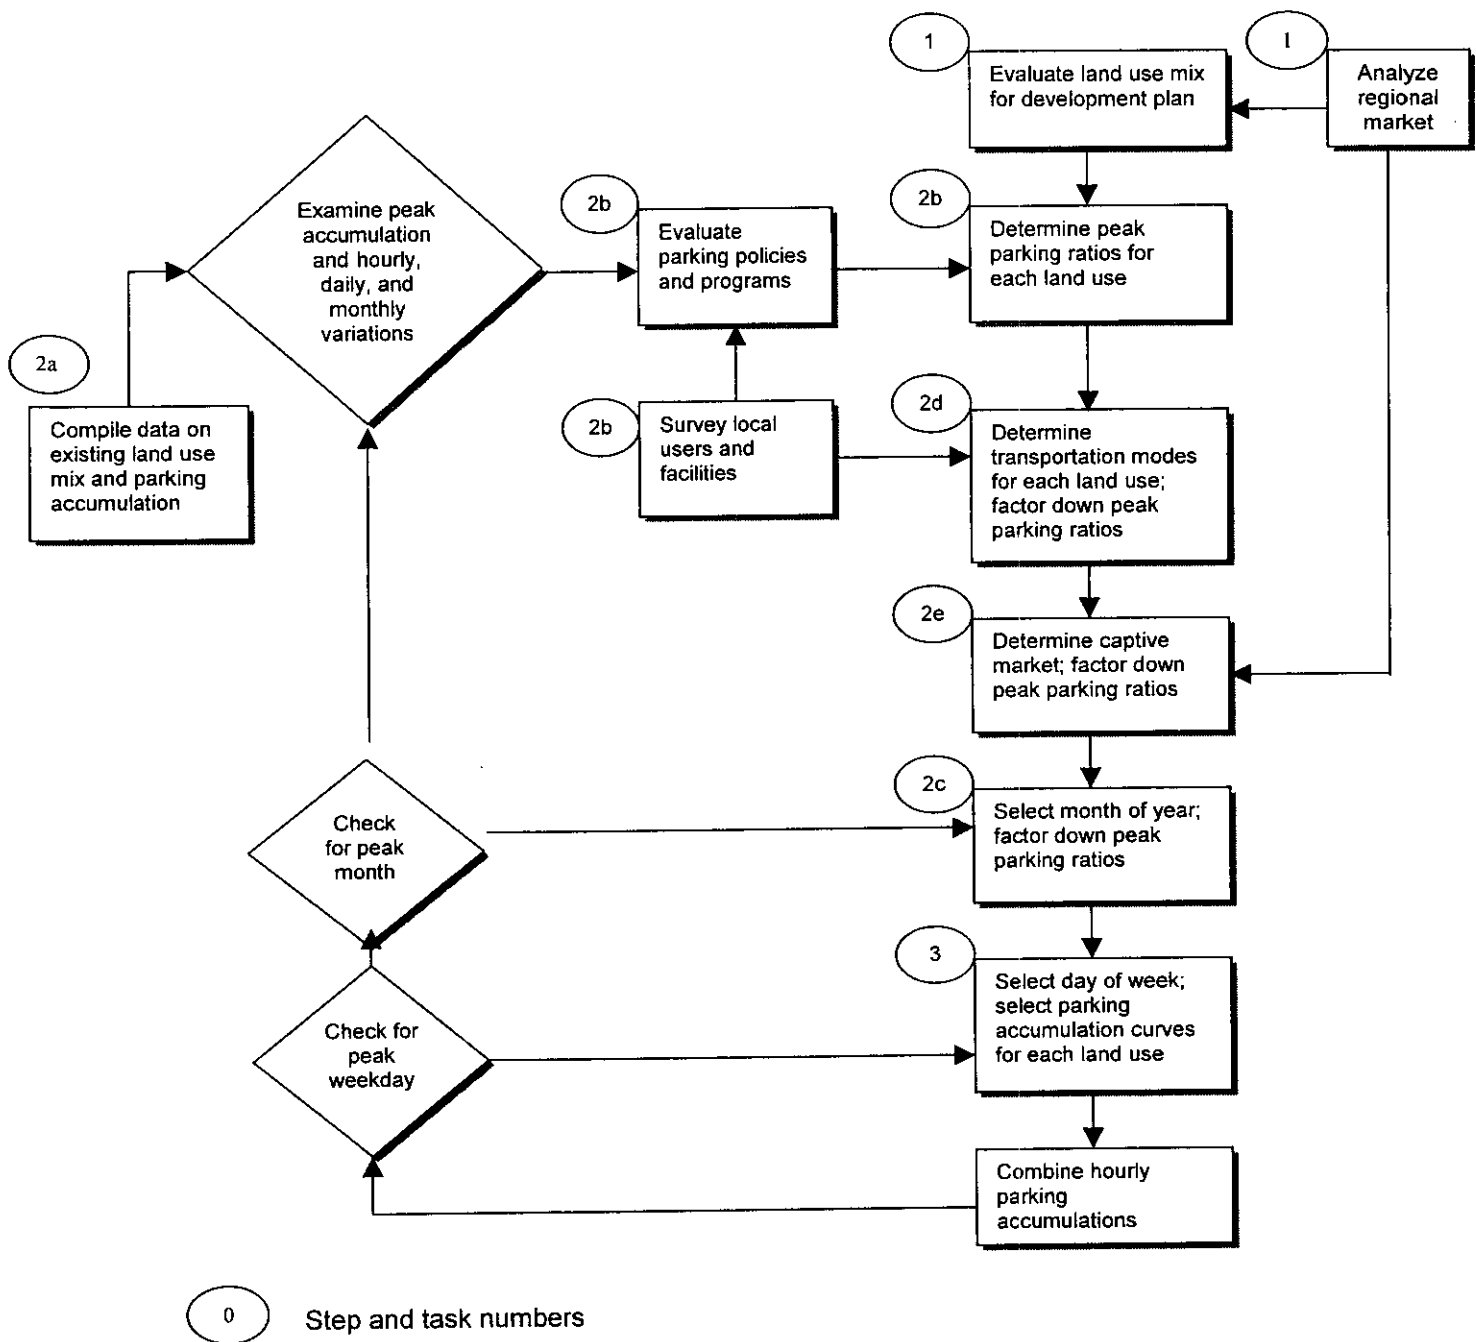 1
Evaluate land use mix
for development plan
1
Analyze
regional
market
Examine peak
accumulation
and hourly,
daily, and
monthly
variations
2b
Evaluate
parking policies
and programs
2b
Determine peak
parking ratios for
each land use
2a
Compile data on
existing land use
mix and parking
accumulation
2b
Survey local
users and
facilities
2d
Determine
transportation modes
for each land use;
factor down peak
parking ratios
2e
Determine captive
market; factor down
peak parking ratios
Check
for peak
month
2c
Select month of year;
factor down peak
parking ratios
Check for
peak
weekday
3
Select day of week;
select parking
accumulation curves
for each land use
Combine hourly
parking
accumulations
0
Step and task numbers